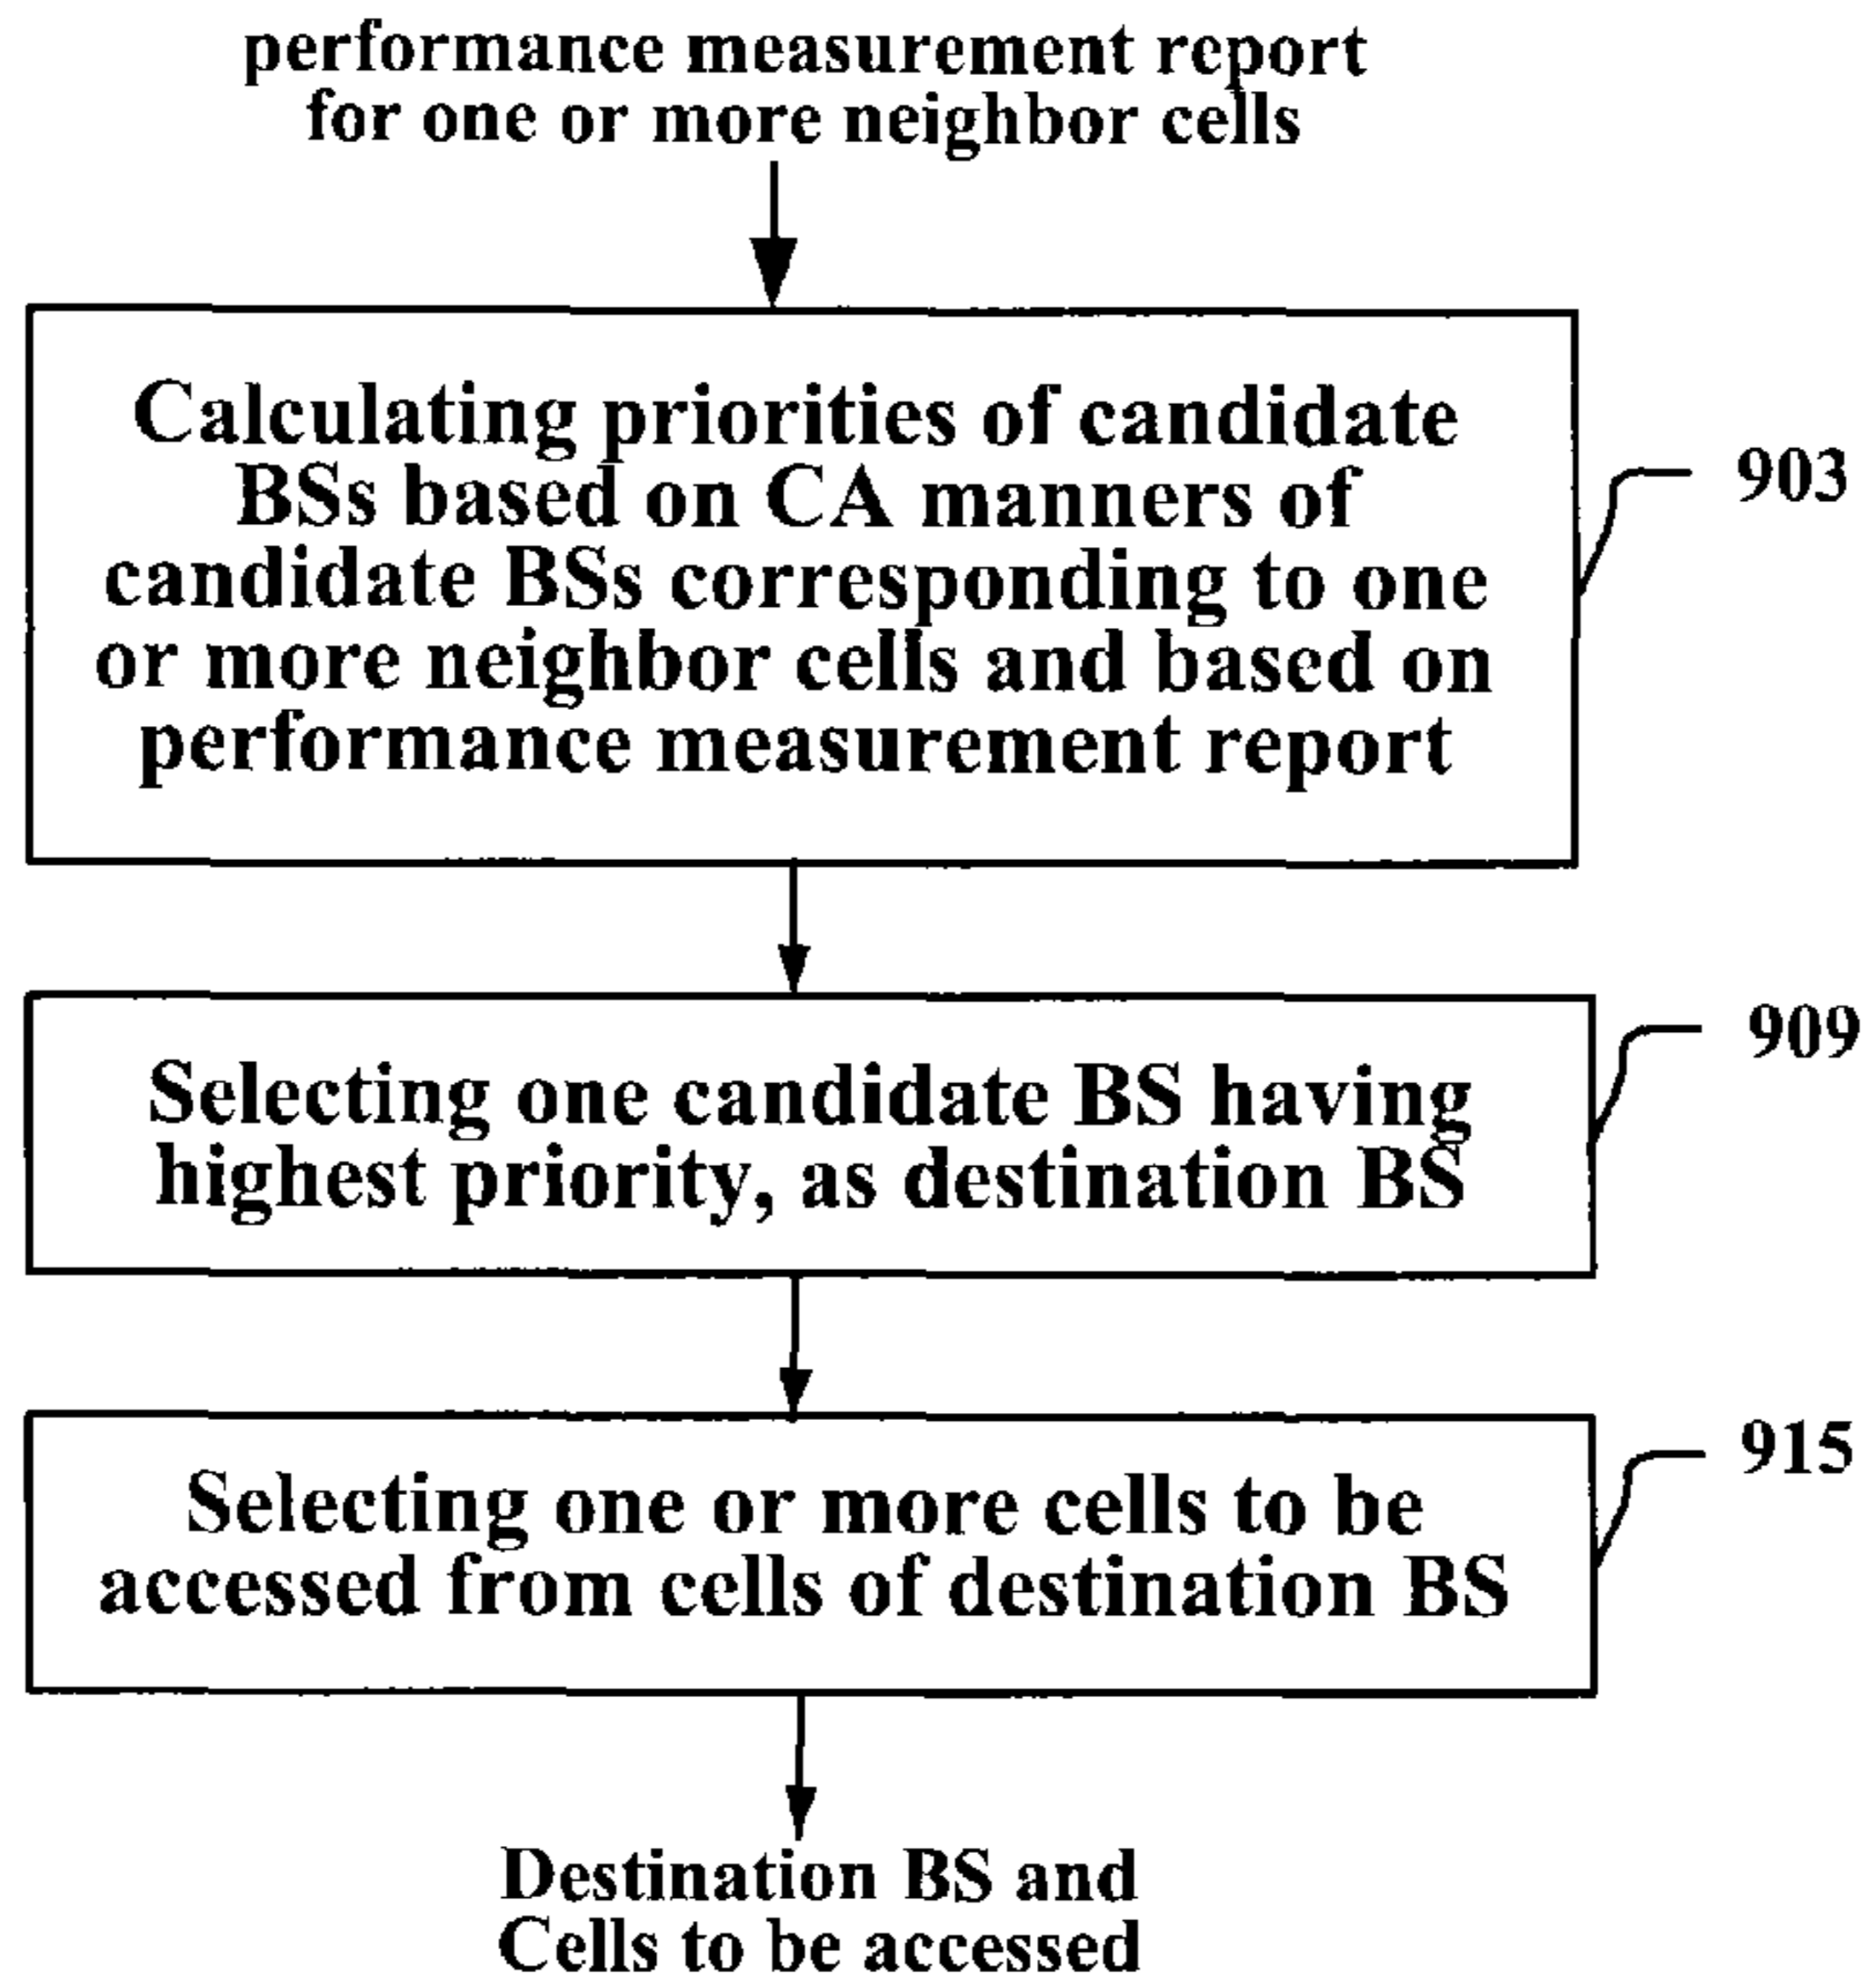 performance measurement report
for one or more neighbor cells
Calculating priorities of candidate
BSs based on CA manners of
candidate BSs corresponding to one
or more neighbor cells and based on
performance measurement report
903
Selecting one candidate BS having
highest priority, as destination BS
909
Selecting one or more cells to be
accessed from cells of destination BS
915
Destination BS and
Cells to be accessed